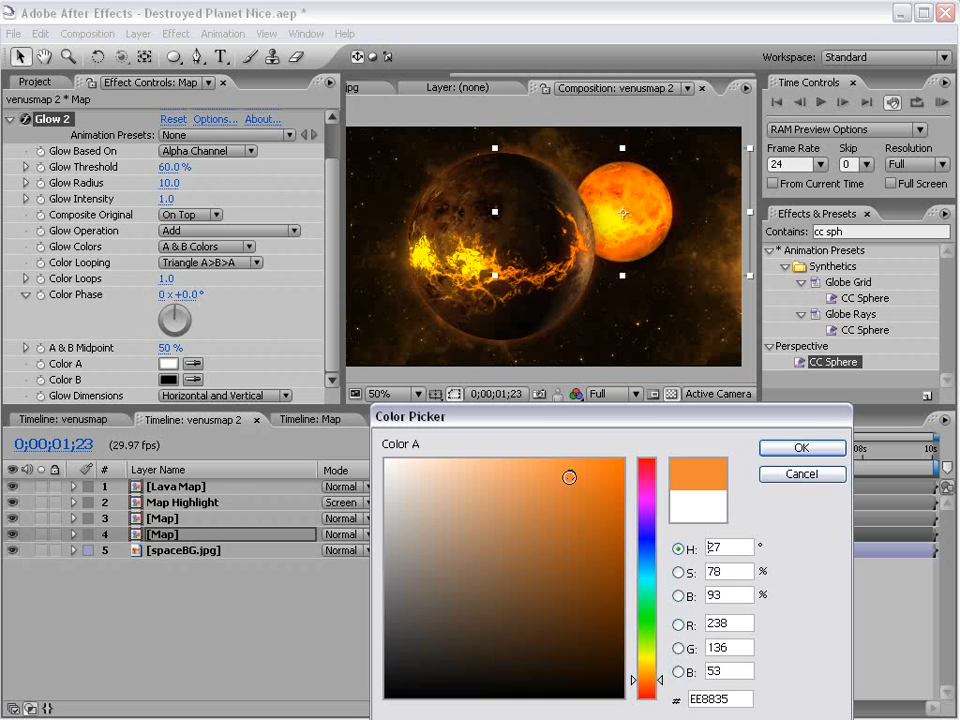 Adobe After Effects - Destroyed Planet Nice.aep *
File Edit Composition Layer Effect Animation View Window Help
Workspace: Standard
Project Effect Controls: Map
venusmap 2 * Map
Glow 2 Reset Options... About...
Animation Presets: None
Glow Based On Alpha Channel
Glow Threshold 60.0 %
Glow Radius 10.0
Glow Intensity 1.0
Composite Original On Top
Glow Operation Add
Glow Colors A & B Colors
Color Looping Triangle A>B>A
Color Loops 1.0
Color Phase 0 x +0.0°
A & B Midpoint 50 %
Color A
Color B
Glow Dimensions Horizontal and Vertical
jpg Layer: (none) Composition: venusmap 2
50% 0;00;01;23 Full Active Camera
Time Controls
RAM Preview Options
Frame Rate Skip Resolution
24 0 Full
From Current Time Full Screen
Effects & Presets
Contains: cc sph
* Animation Presets
Synthetics
Globe Grid
CC Sphere
Globe Rays
CC Sphere
Perspective
CC Sphere
Timeline: venusmap Timeline: venusmap 2 Timeline: Map
0;00;01;23 (29.97 fps)
# Layer Name Mode
1 [Lava Map] Normal
2 Map Highlight Screen
3 [Map] Normal
4 [Map] Normal
5 [spaceBG.jpg] Normal
08s 10s
Color Picker
Color A
OK
Cancel
H: 27 °
S: 78 %
B: 93 %
R: 238
G: 136
B: 53
# EE8835